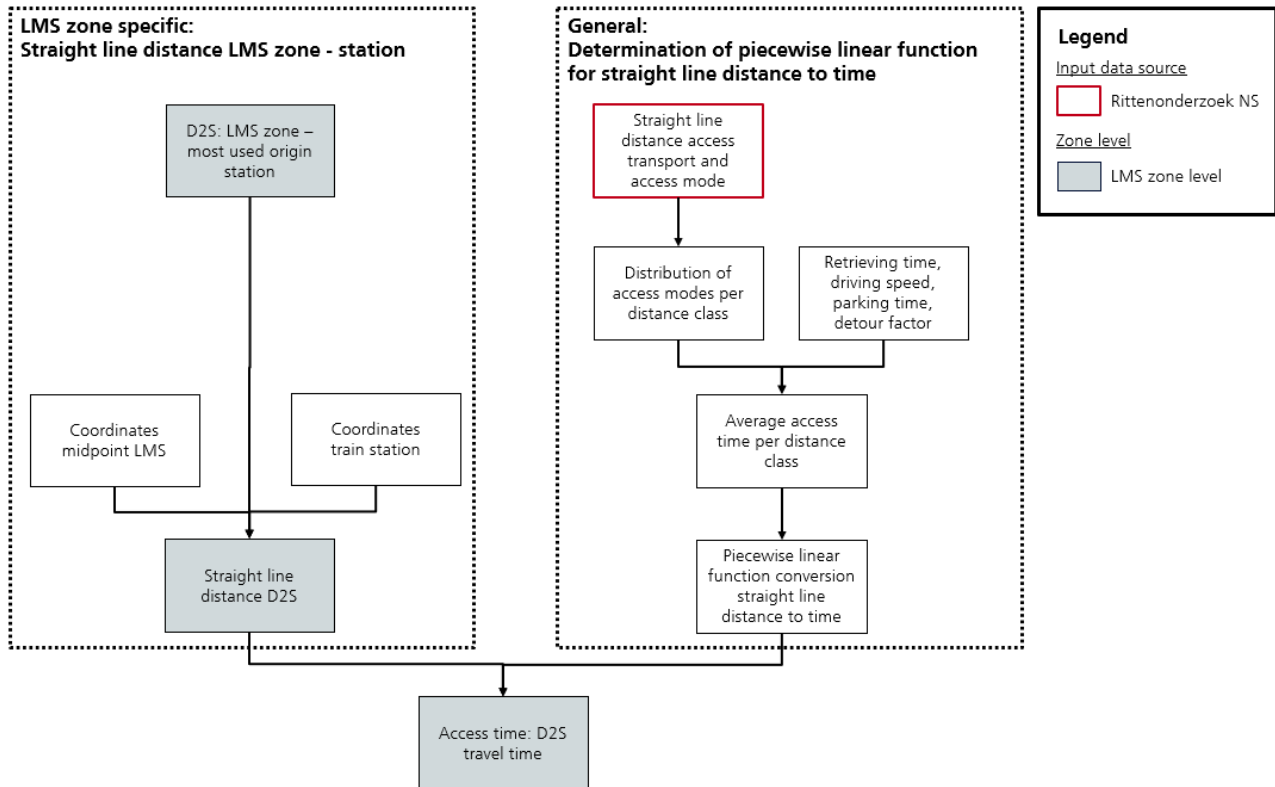 LMS zone specific:
Straight line distance LMS zone - station
D2S: LMS zone –
most used origin
station
Coordinates
midpoint LMS
Coordinates
train station
Straight line
distance D2S
General:
Determination of piecewise linear function
for straight line distance to time
Straight line
distance access
transport and
access mode
Distribution of
access modes per
distance class
Retrieving time,
driving speed,
parking time,
detour factor
Average access
time per distance
class
Piecewise linear
function conversion
straight line
distance to time
Access time: D2S
travel time
Legend
Input data source
Rittenonderzoek NS
Zone level
LMS zone level